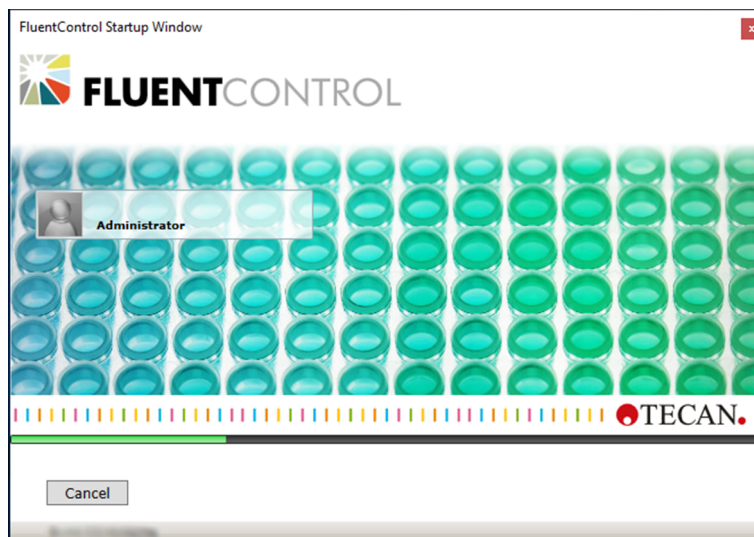 FluentControl Startup Window
FLUENTCONTROL
Administrator
TECAN.
Cancel